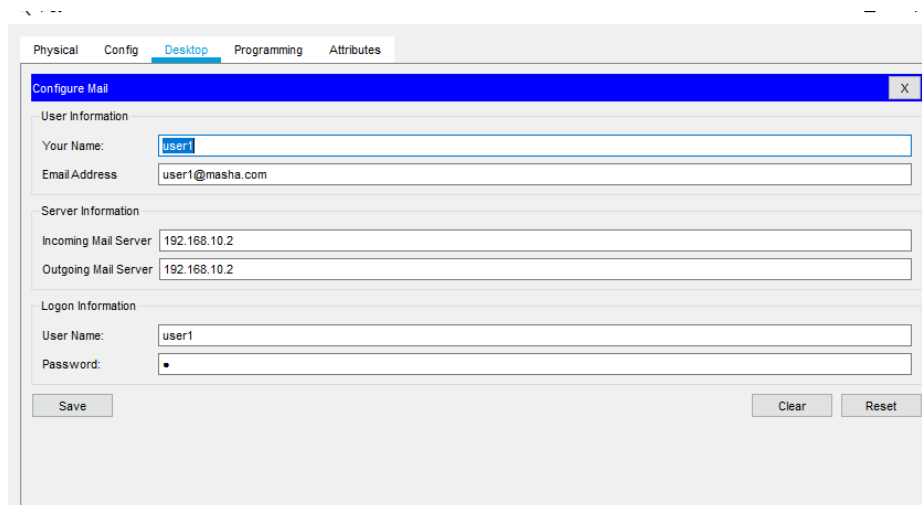 Physical Config Desktop Programming Attributes
Configure Mail X
User Information
Your Name: user1
Email Address user1@masha.com
Server Information
Incoming Mail Server 192.168.10.2
Outgoing Mail Server 192.168.10.2
Logon Information
User Name: user1
Password: •
Save Clear Reset